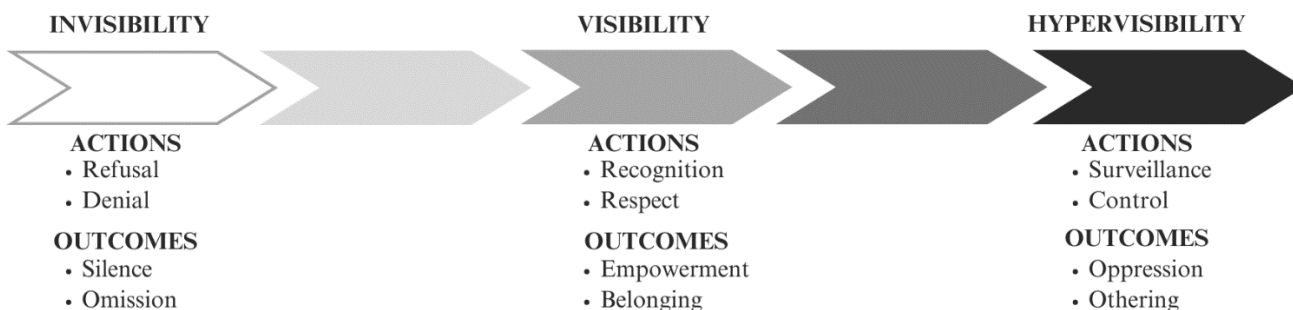 INVISIBILITY
VISIBILITY
HYPERVISIBILITY
ACTIONS
• Refusal
• Denial
OUTCOMES
• Silence
• Omission
ACTIONS
• Recognition
• Respect
OUTCOMES
• Empowerment
• Belonging
ACTIONS
• Surveillance
• Control
OUTCOMES
• Oppression
• Othering